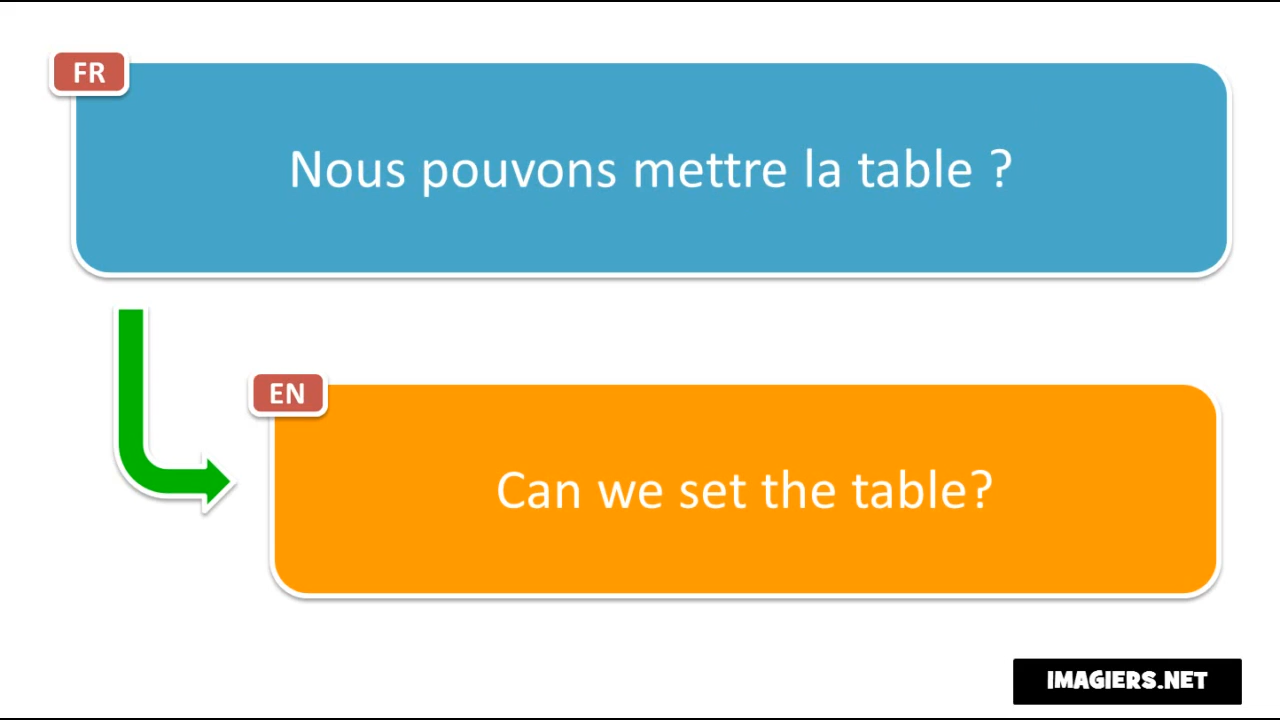 FR
Nous pouvons mettre la table ?
EN
Can we set the table?
IMAGIERS.NET